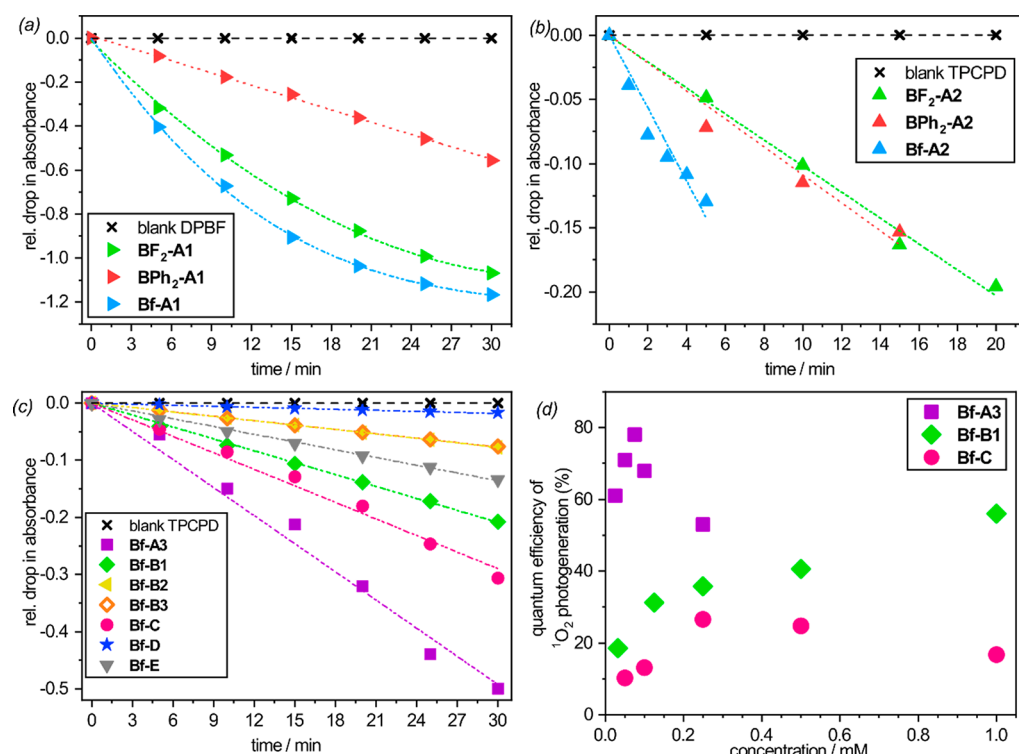 (a)
rel. drop in absorbance
0.0
-0.2
-0.4
-0.6
-0.8
-1.0
-1.2
blank DPBF
BF₂-A1
BPh₂-A1
Bf-A1
0 3 6 9 12 15 18 21 24 27 30
time / min
(b)
rel. drop in absorbance
0.00
-0.05
-0.10
-0.15
-0.20
blank TPCPD
BF₂-A2
BPh₂-A2
Bf-A2
0 2 4 6 8 10 12 14 16 18 20
time / min
(c)
rel. drop in absorbance
0.0
-0.1
-0.2
-0.3
-0.4
-0.5
blank TPCPD
Bf-A3
Bf-B1
Bf-B2
Bf-B3
Bf-C
Bf-D
Bf-E
0 3 6 9 12 15 18 21 24 27 30
time / min
(d)
quantum efficiency of
¹O₂ photogeneration (%)
80
60
40
20
0
Bf-A3
Bf-B1
Bf-C
0.0 0.2 0.4 0.6 0.8 1.0
concentration / mM